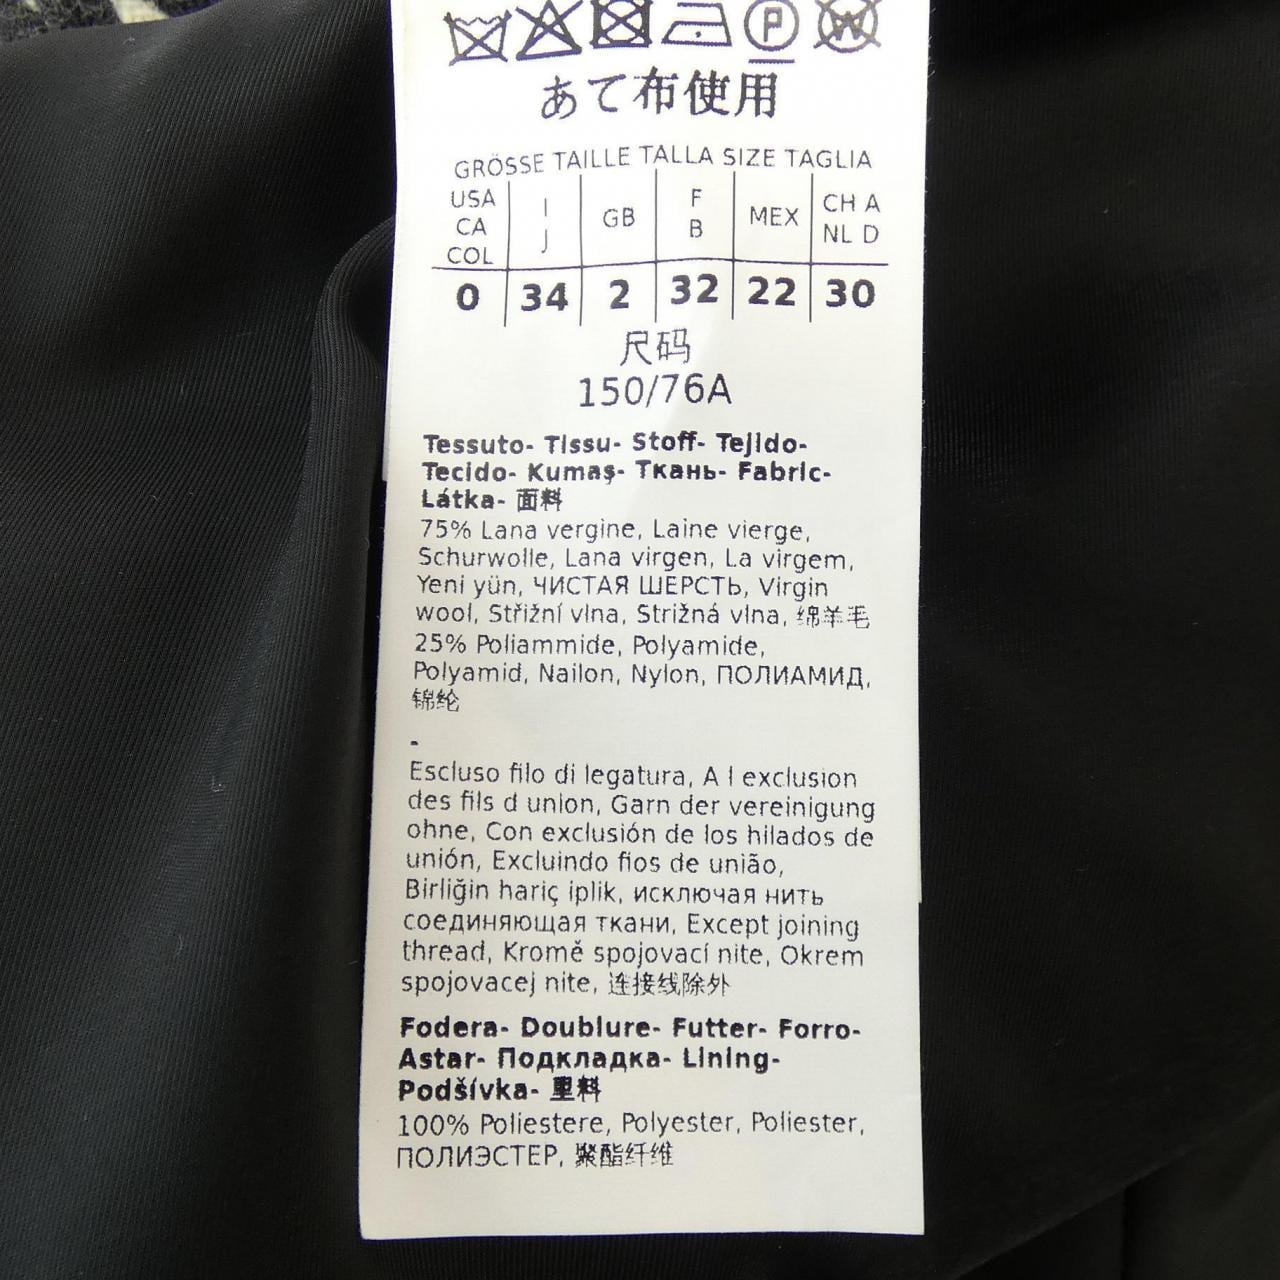 P W
あて布使用
GRÖSSE TAILLE TALLA SIZE TAGLIA
USA CA COL | I J | GB | F B | MEX | CH A NL D
0 | 34 | 2 | 32 | 22 | 30
尺码
150/76A
Tessuto- Tissu- Stoff- Tejido-
Tecido- Kumaş- Ткань- Fabric-
Látka- 面料
75% Lana vergine, Laine vierge,
Schurwolle, Lana virgen, La virgem,
Yeni yün, ЧИСТАЯ ШЕРСТЬ, Virgin
wool, Střižní vlna, Strižná vlna, 绵羊毛
25% Poliammide, Polyamide,
Polyamid, Nailon, Nylon, ПОЛИАМИД,
锦纶
-
Escluso filo di legatura, A l exclusion
des fils d union, Garn der vereinigung
ohne, Con exclusión de los hilados de
unión, Excluindo fios de união,
Birliğin hariç iplik, исключая нить
соединяющая ткани, Except joining
thread, Kromě spojovací nite, Okrem
spojovacej nite, 连接线除外
Fodera- Doublure- Futter- Forro-
Astar- Подкладка- Lining-
Podšívka- 里料
100% Poliestere, Polyester, Poliester,
ПОЛИЭСТЕР, 聚酯纤维